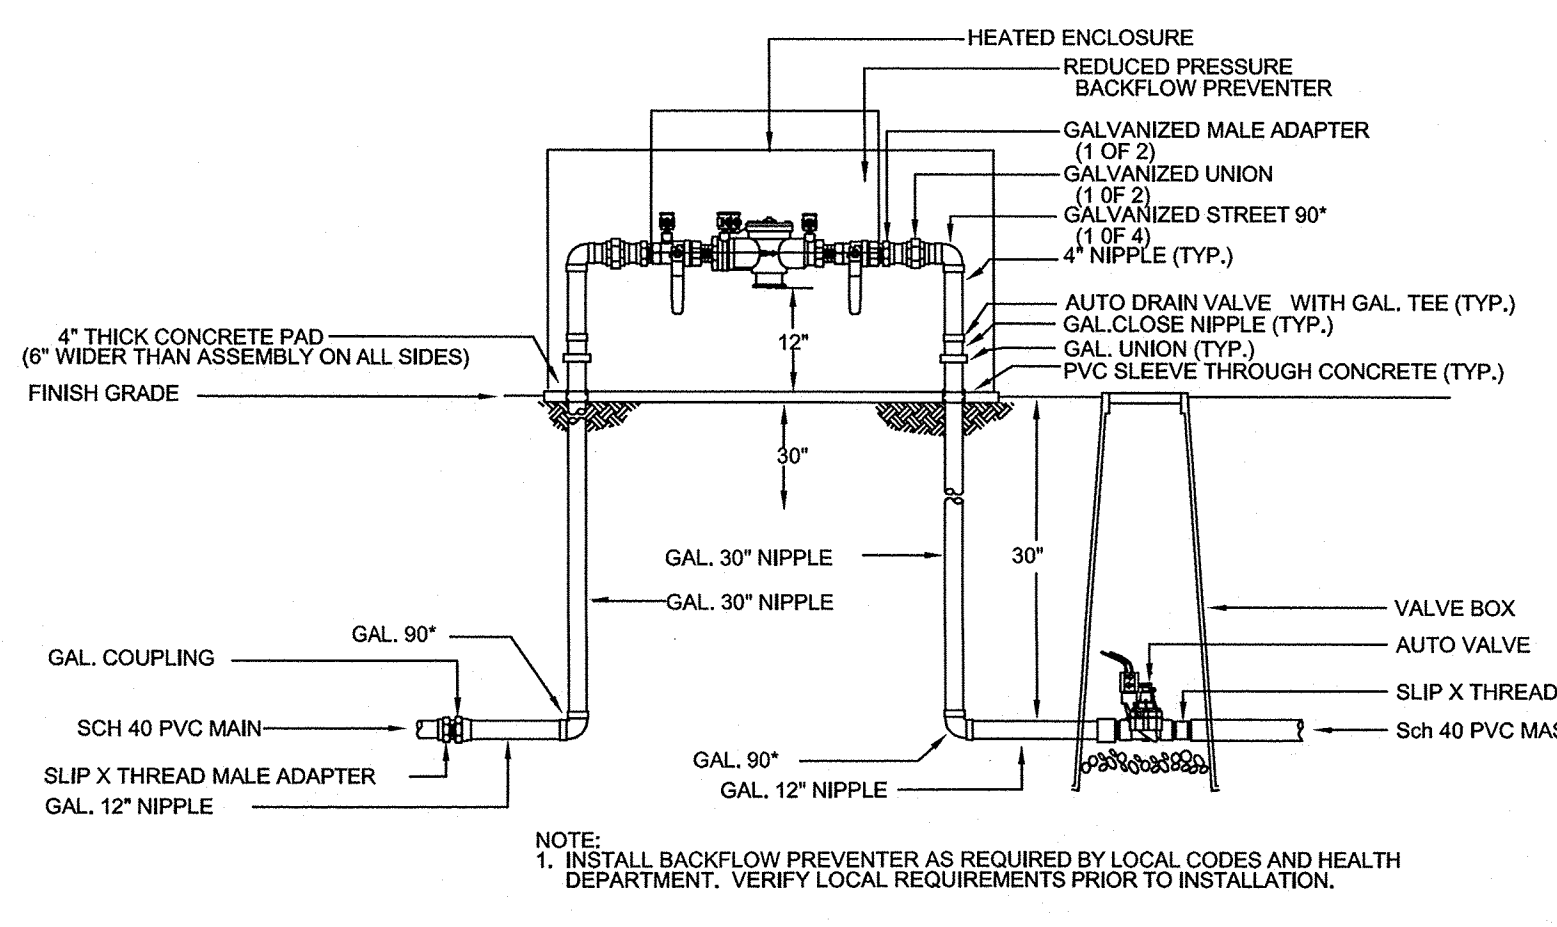 HEATED ENCLOSURE
REDUCED PRESSURE
BACKFLOW PREVENTER
GALVANIZED MALE ADAPTER
(1 OF 2)
GALVANIZED UNION
(1 0F 2)
GALVANIZED STREET 90*
(1 0F 4)
4" NIPPLE (TYP.)
AUTO DRAIN VALVE WITH GAL. TEE (TYP.)
GAL.CLOSE NIPPLE (TYP.)
GAL. UNION (TYP.)
PVC SLEEVE THROUGH CONCRETE (TYP.)
4" THICK CONCRETE PAD
(6" WIDER THAN ASSEMBLY ON ALL SIDES)
FINISH GRADE
12"
30"
GAL. 30" NIPPLE
30"
GAL. 30" NIPPLE
VALVE BOX
GAL. 90*
AUTO VALVE
GAL. COUPLING
SLIP X THREAD
SCH 40 PVC MAIN
Sch 40 PVC MAS
GAL. 90*
SLIP X THREAD MALE ADAPTER
GAL. 12" NIPPLE
GAL. 12" NIPPLE
NOTE:
1. INSTALL BACKFLOW PREVENTER AS REQUIRED BY LOCAL CODES AND HEALTH
DEPARTMENT. VERIFY LOCAL REQUIREMENTS PRIOR TO INSTALLATION.